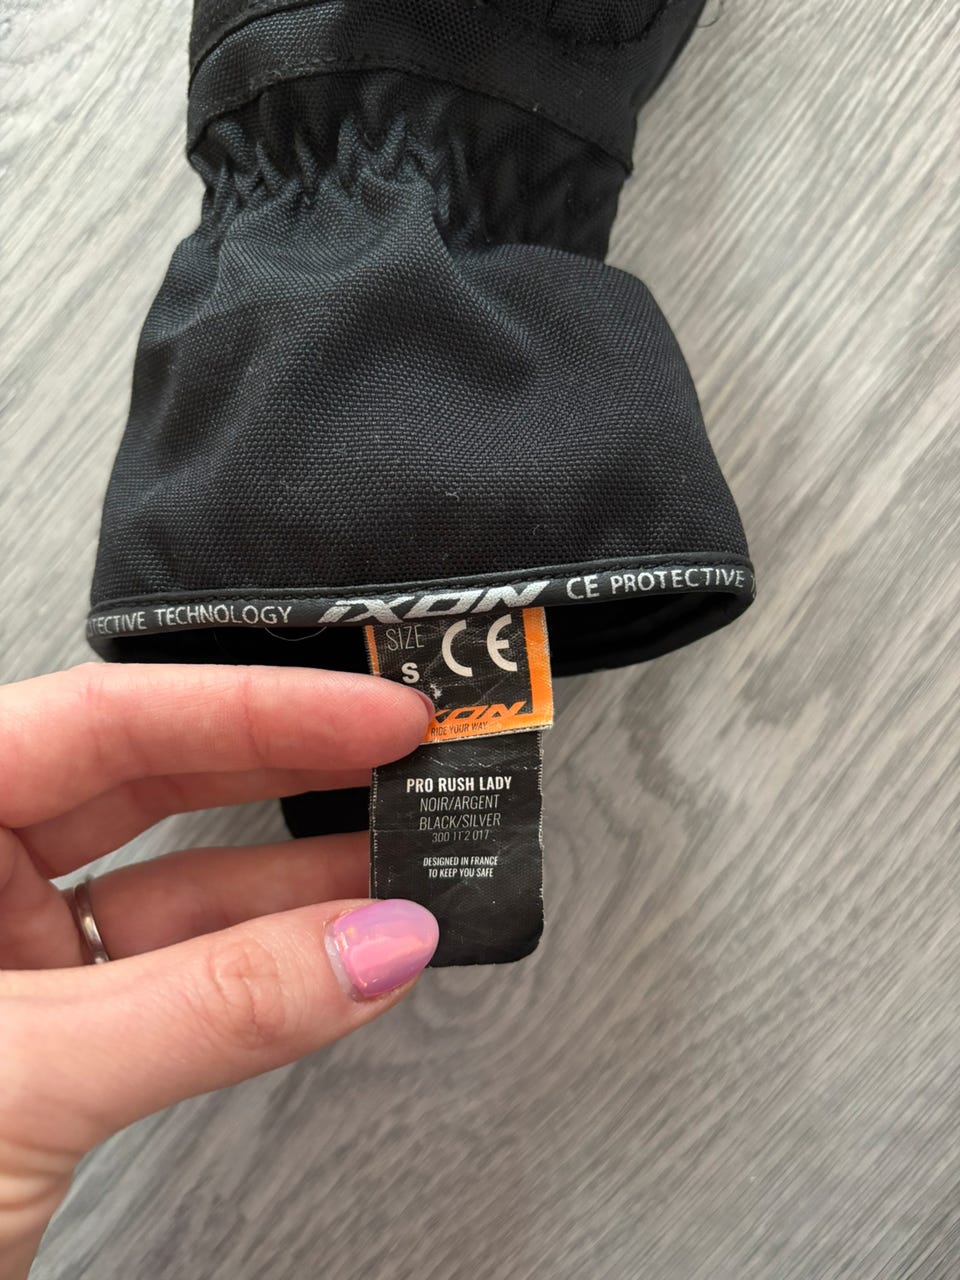 TECTIVE TECHNOLOGY iXON CE PROTECTIVE
SIZE
S
CE
RIDE YOUR WAY
PRO RUSH LADY
NOIR/ARGENT
BLACK/SILVER
300 112 017
DESIGNED IN FRANCE
TO KEEP YOU SAFE